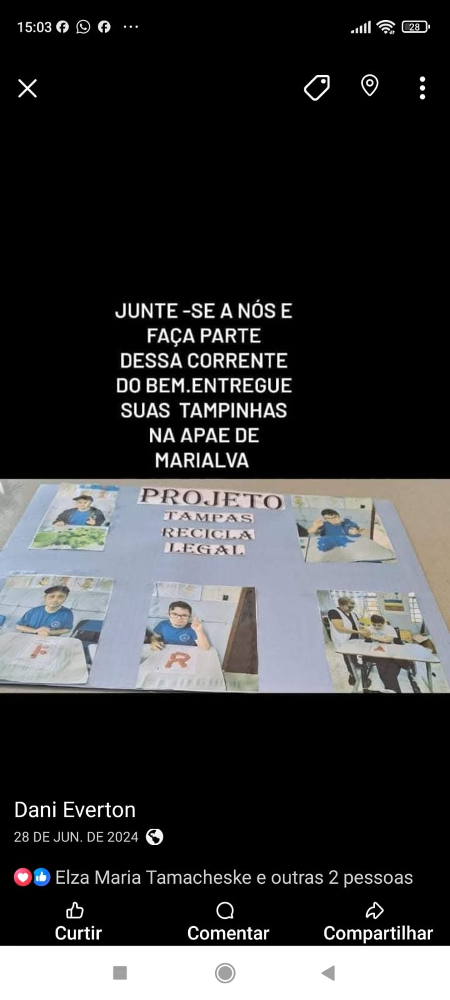 15:03
28
JUNTE -SE A NÓS E
FAÇA PARTE
DESSA CORRENTE
DO BEM.ENTREGUE
SUAS TAMPINHAS
NA APAE DE
MARIALVA
PROJETO
TAMPAS
RECICLA
LEGAL
F
R
A
Dani Everton
28 DE JUN. DE 2024
Elza Maria Tamacheske e outras 2 pessoas
Curtir
Comentar
Compartilhar